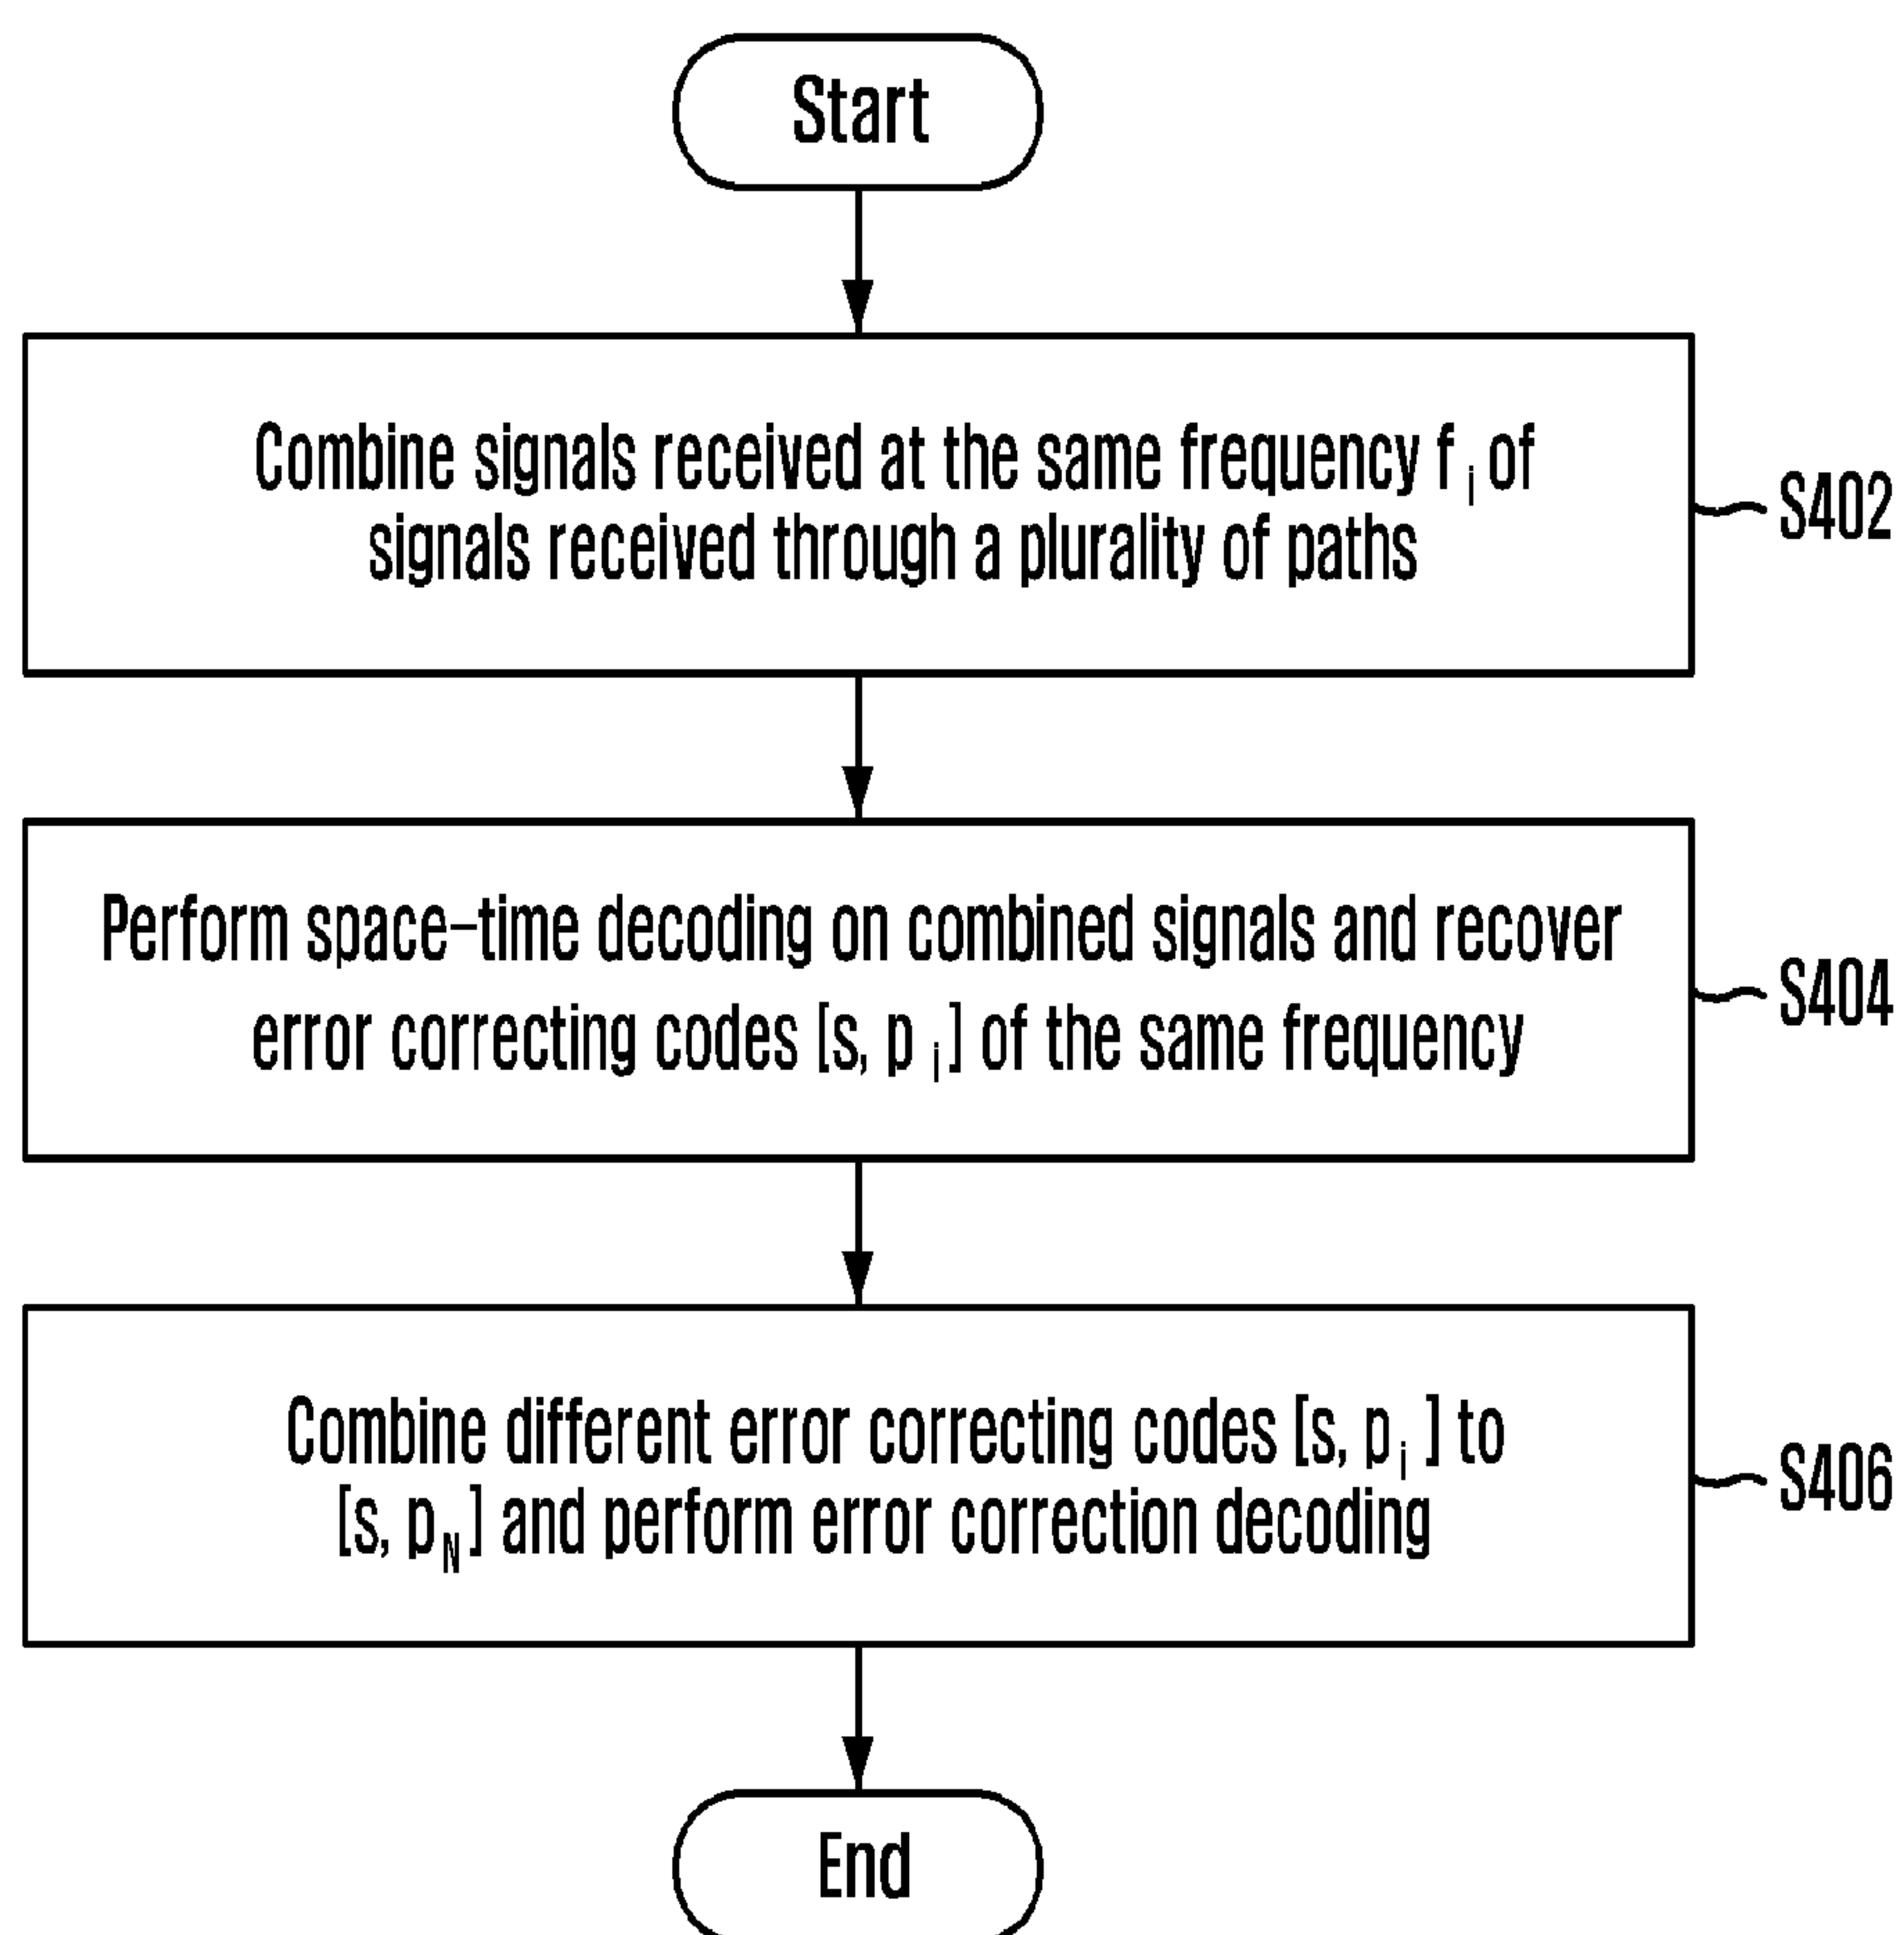 Start
Combine signals received at the same frequency f i of
signals received through a plurality of paths
S402
Perform space-time decoding on combined signals and recover
error correcting codes [s, p i] of the same frequency
S404
Combine different error correcting codes [s, p i ] to
[s, p N ] and perform error correction decoding
S406
End